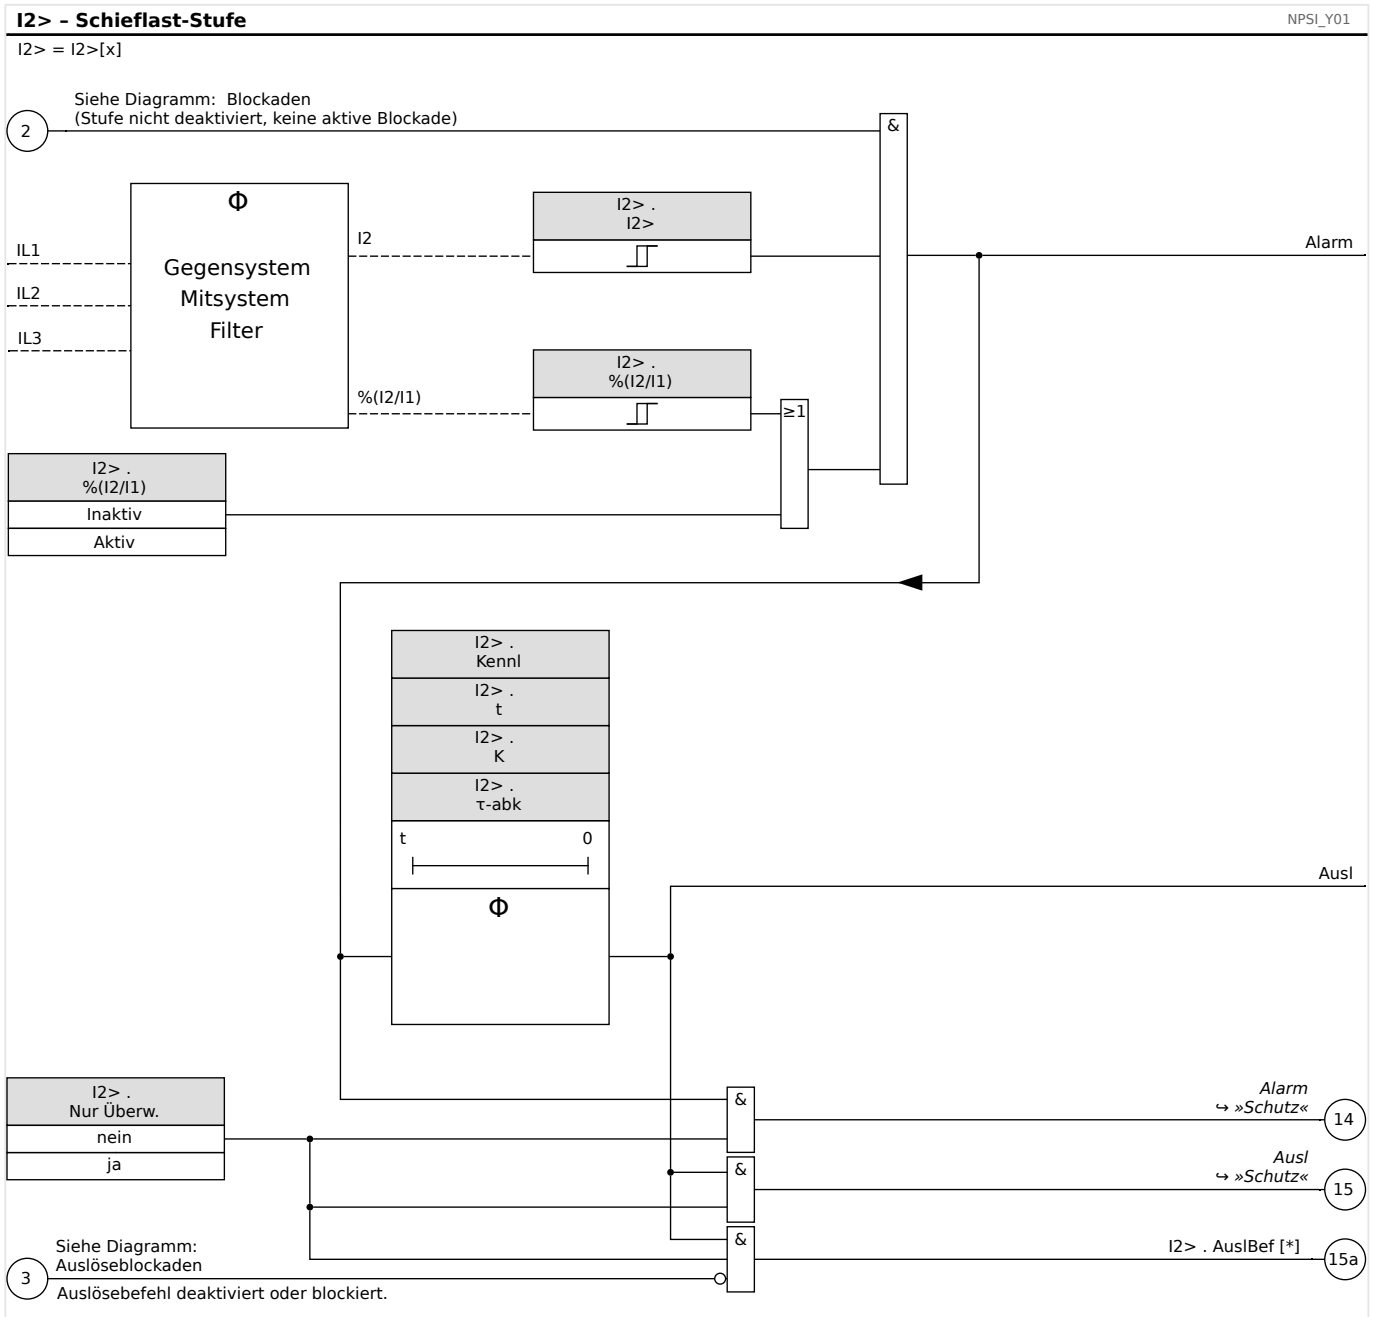 I2> – Schieflast-Stufe
NPSI_Y01
I2> = I2>[x]
Siehe Diagramm: Blockaden
(Stufe nicht deaktiviert, keine aktive Blockade)
2
&
Φ
Gegensystem
Mitsystem
Filter
IL1
IL2
IL3
I2
I2> .
I2>
Alarm
%(I2/I1)
I2> .
%(I2/I1)
≥1
I2> .
%(I2/I1)
Inaktiv
Aktiv
I2> .
Kennl
I2> .
t
I2> .
K
I2> .
τ-abk
t 0
Φ
Ausl
I2> .
Nur Überw.
nein
ja
&
Alarm
↪ »Schutz«
14
&
Ausl
↪ »Schutz«
15
&
I2> . AuslBef [*]
15a
Siehe Diagramm:
Auslöseblockaden
3
Auslösebefehl deaktiviert oder blockiert.